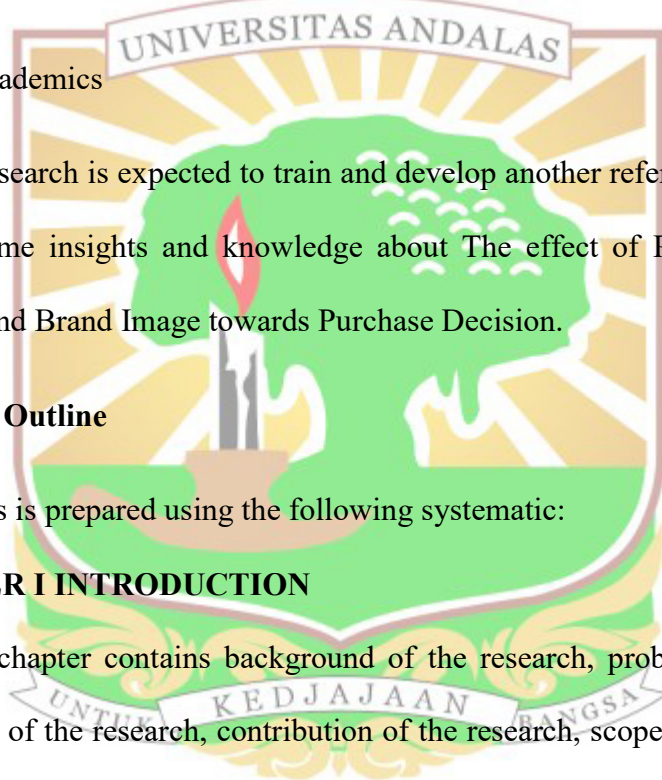 UNIVERSITAS ANDALAS
ademics
search is expected to train and develop another refer
me insights and knowledge about The effect of
nd Brand Image towards Purchase Decision.
Outline
s is prepared using the following systematic:
ER I INTRODUCTION
chapter contains background of the research, prob
of the research, contribution of the research, scope
UNTUK KEDJAJAAN BANGSA